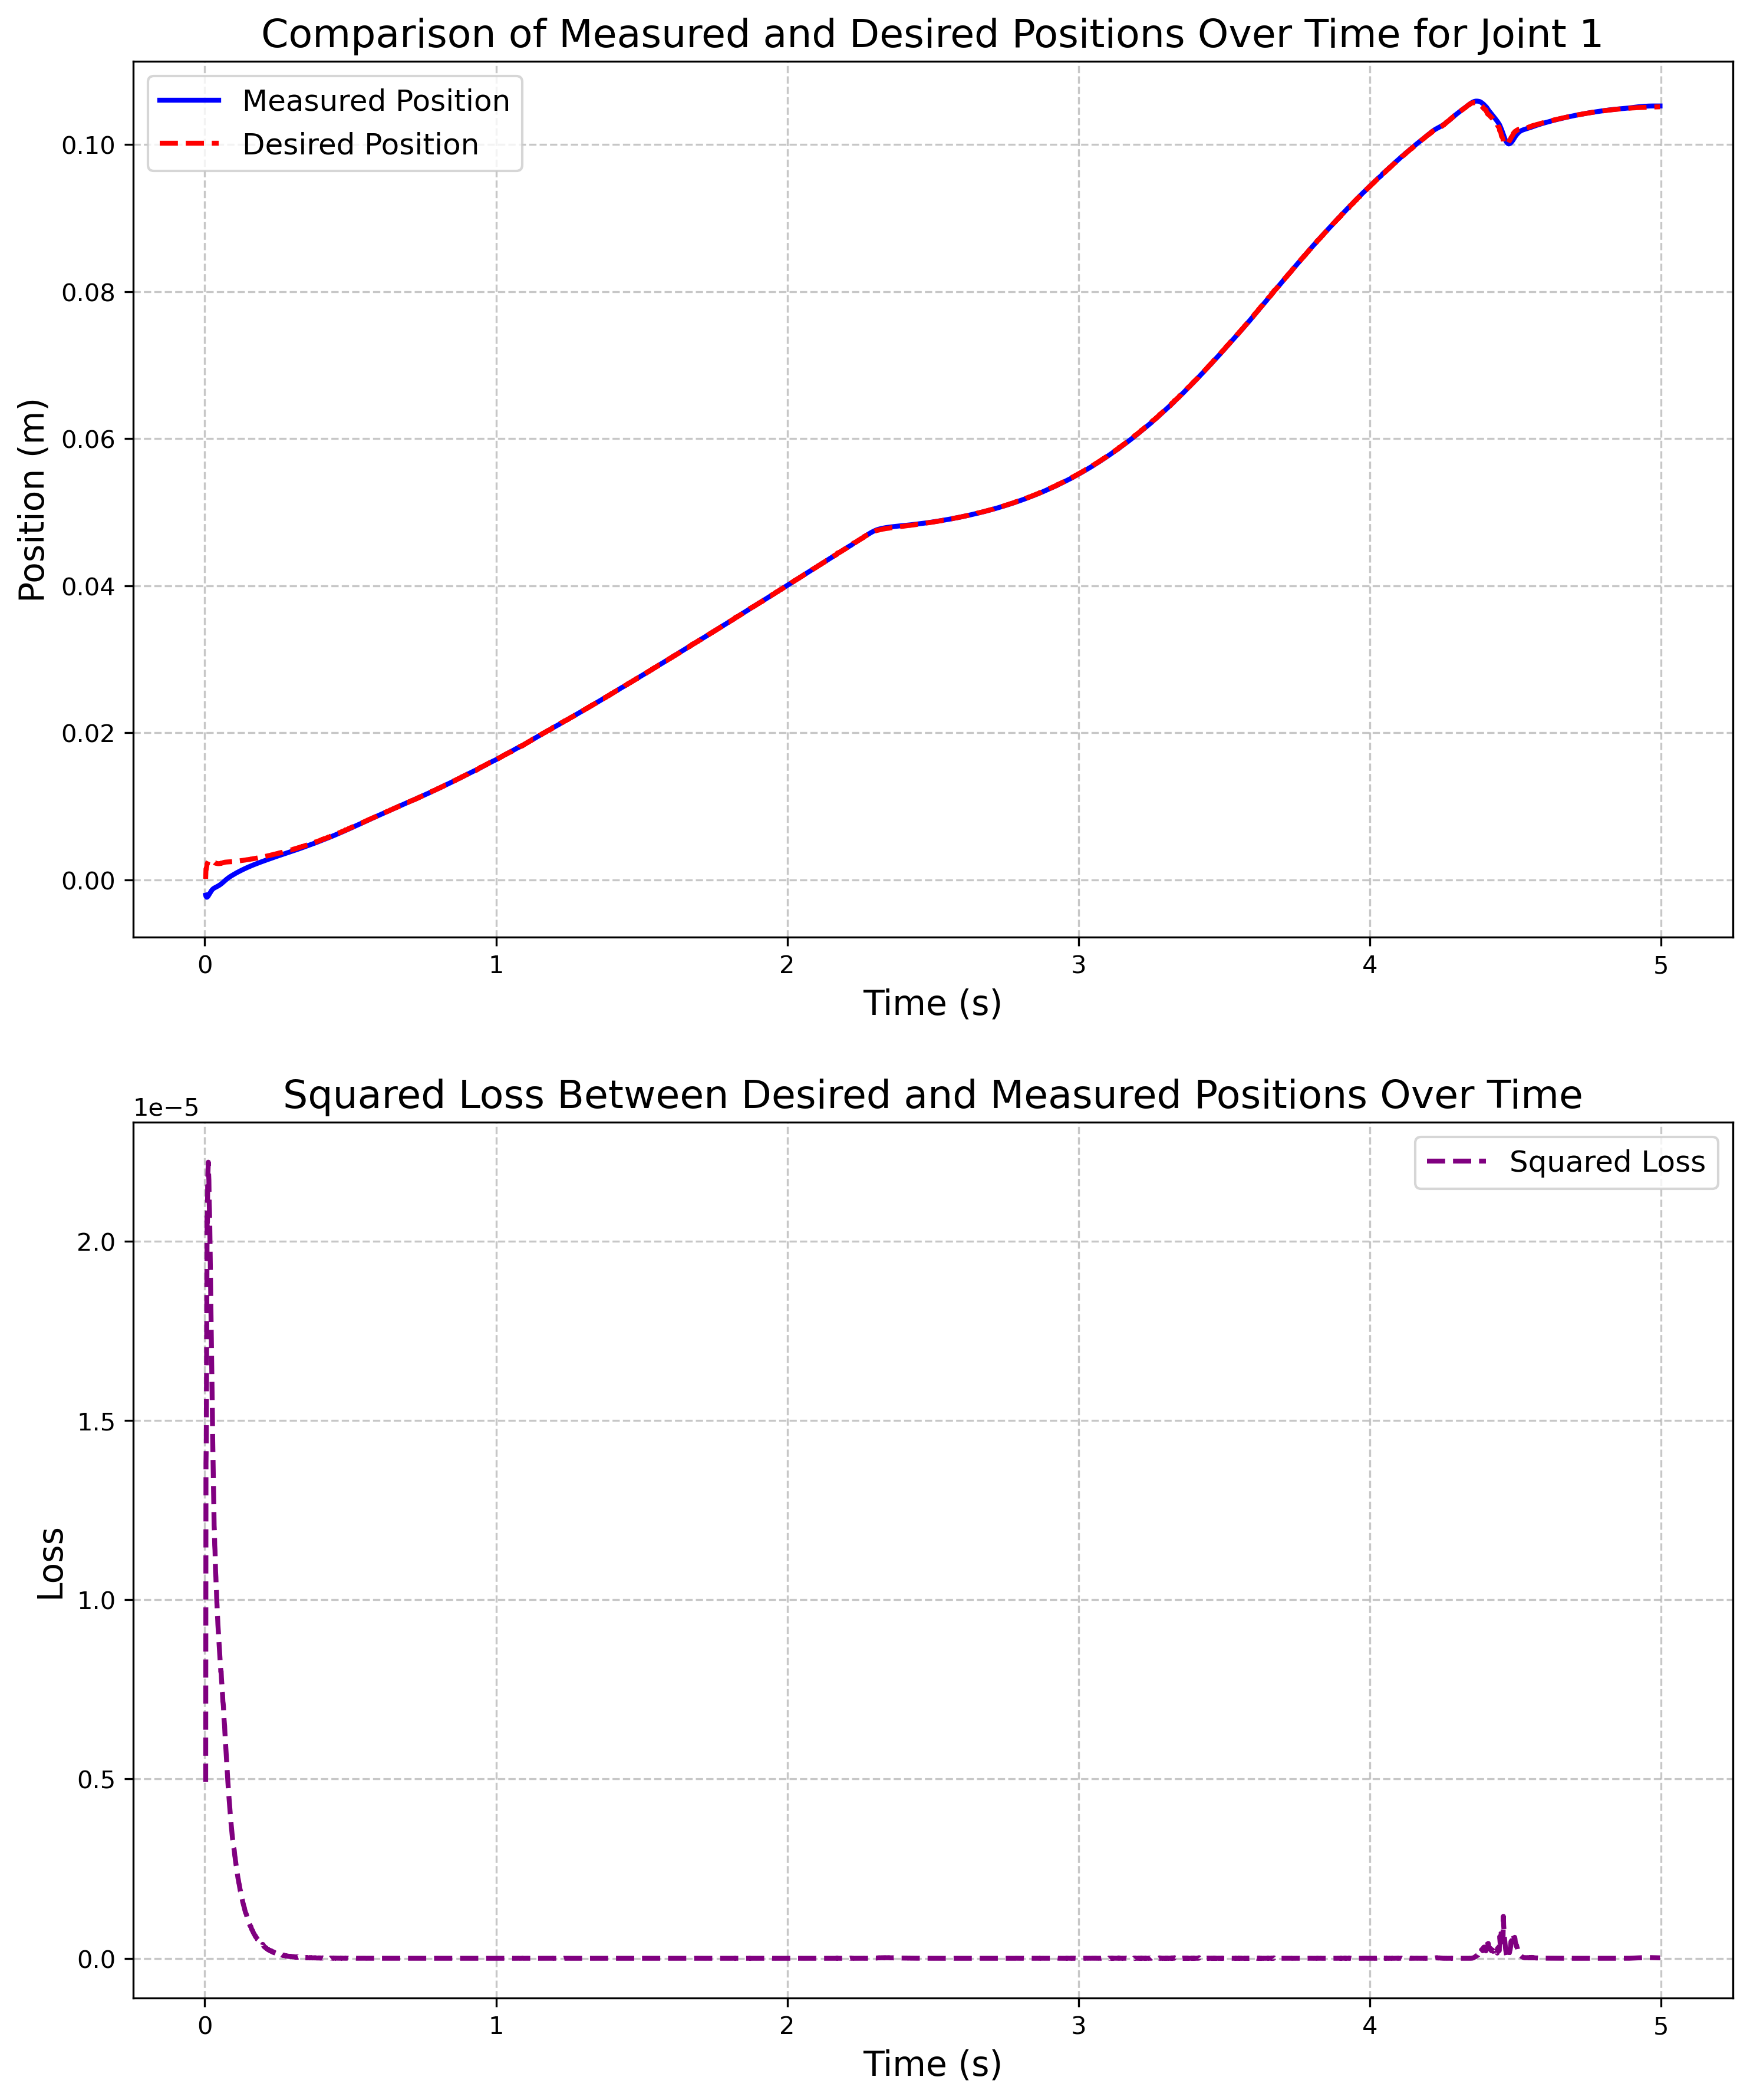 Comparison of Measured and Desired Positions Over Time for Joint 1
Measured Position
Desired Position
0.10
0.08
0.06
0.04
0.02
0.00
Position (m)
0 1 2 3 4 5
Time (s)
Squared Loss Between Desired and Measured Positions Over Time
1e−5
Squared Loss
2.0
1.5
1.0
0.5
0.0
Loss
0 1 2 3 4 5
Time (s)